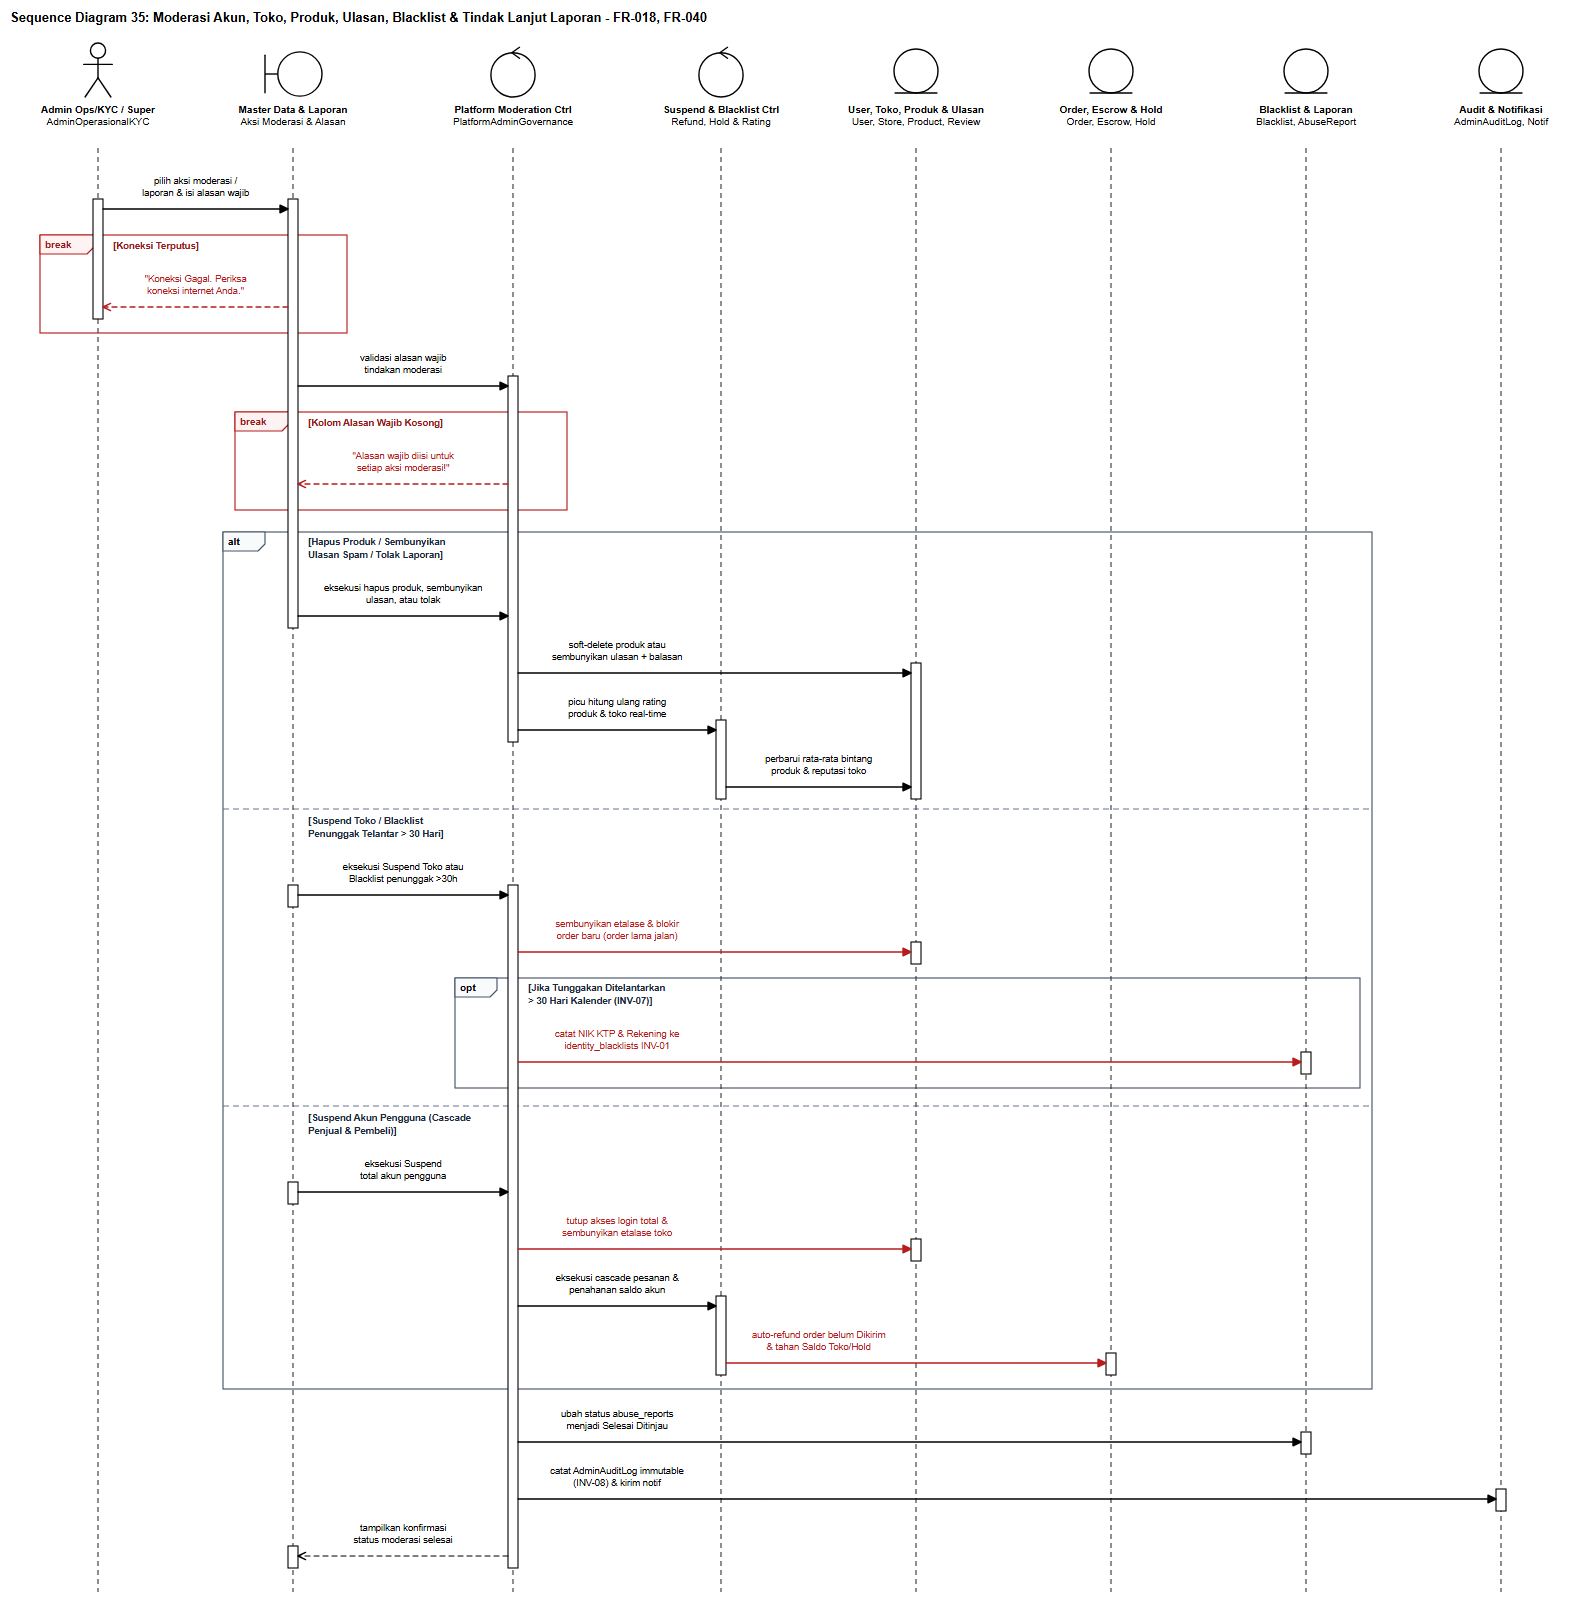 Sequence Diagram 35: Moderasi Akun, Toko, Produk, Ulasan, Blacklist & Tindak Lanjut Laporan - FR-018, FR-040
Admin Ops/KYC / Super
AdminOperasionalKYC
Master Data & Laporan
Aksi Moderasi & Alasan
Platform Moderation Ctrl
PlatformAdminGovernance
Suspend & Blacklist Ctrl
Refund, Hold & Rating
User, Toko, Produk & Ulasan
User, Store, Product, Review
Order, Escrow & Hold
Order, Escrow, Hold
Blacklist & Laporan
Blacklist, AbuseReport
Audit & Notifikasi
AdminAuditLog, Notif
pilih aksi moderasi /
laporan & isi alasan wajib
break
[Koneksi Terputus]
"Koneksi Gagal. Periksa
koneksi internet Anda."
validasi alasan wajib
tindakan moderasi
break
[Kolom Alasan Wajib Kosong]
"Alasan wajib diisi untuk
setiap aksi moderasi!"
alt
[Hapus Produk / Sembunyikan
Ulasan Spam / Tolak Laporan]
eksekusi hapus produk, sembunyikan
ulasan, atau tolak
soft-delete produk atau
sembunyikan ulasan + balasan
picu hitung ulang rating
produk & toko real-time
perbarui rata-rata bintang
produk & reputasi toko
[Suspend Toko / Blacklist
Penunggak Telantar > 30 Hari]
eksekusi Suspend Toko atau
Blacklist penunggak >30h
sembunyikan etalase & blokir
order baru (order lama jalan)
opt
[Jika Tunggakan Ditelantarkan
> 30 Hari Kalender (INV-07)]
catat NIK KTP & Rekening ke
identity_blacklists INV-01
[Suspend Akun Pengguna (Cascade
Penjual & Pembeli)]
eksekusi Suspend
total akun pengguna
tutup akses login total &
sembunyikan etalase toko
eksekusi cascade pesanan &
penahanan saldo akun
auto-refund order belum Dikirim
& tahan Saldo Toko/Hold
ubah status abuse_reports
menjadi Selesai Ditinjau
catat AdminAuditLog immutable
(INV-08) & kirim notif
tampilkan konfirmasi
status moderasi selesai